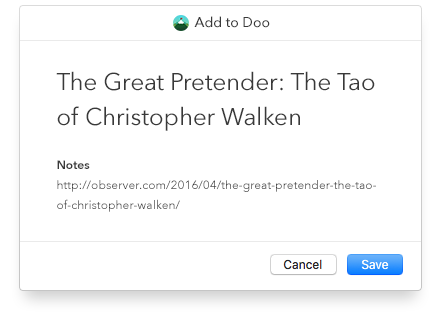 Add to Doo
The Great Pretender: The Tao
of Christopher Walken
Notes
http://observer.com/2016/04/the-great-pretender-the-tao-
of-christopher-walken/
Cancel
Save